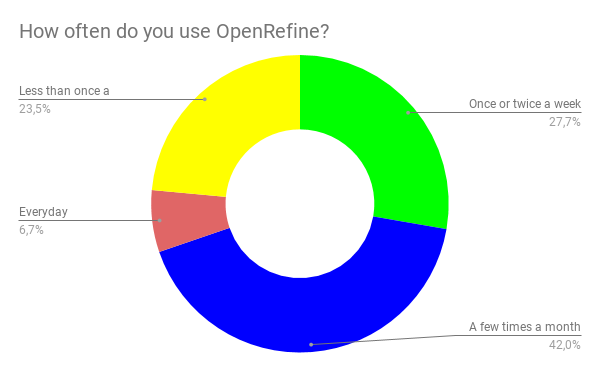 How often do you use OpenRefine?
Less than once a
23,5%
Once or twice a week
27,7%
Everyday
6,7%
A few times a month
42,0%